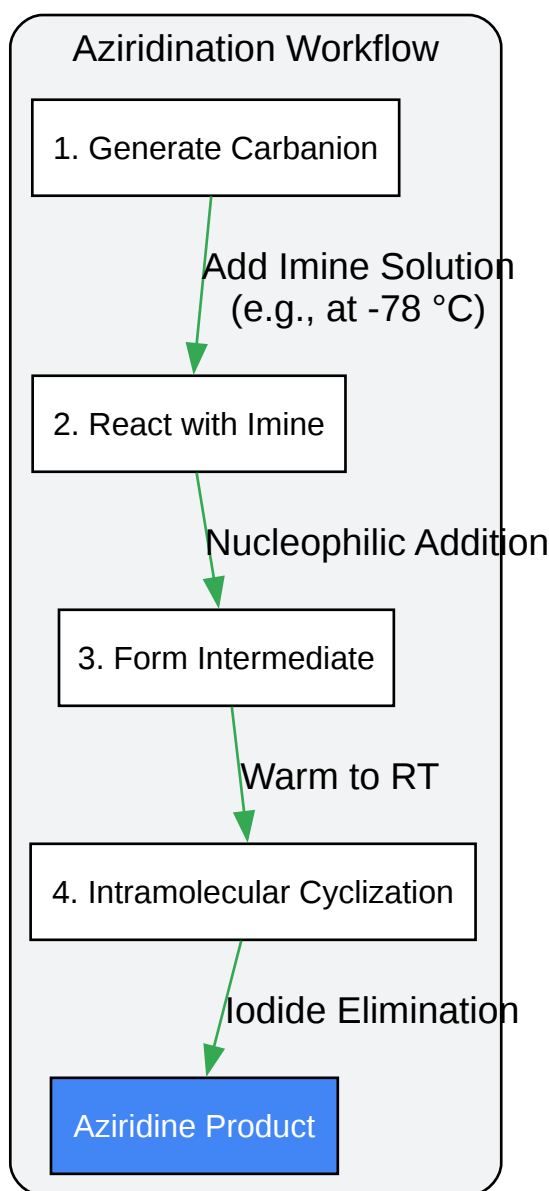 Aziridination Workflow
1. Generate Carbanion
Add Imine Solution
(e.g., at -78 °C)
2. React with Imine
Nucleophilic Addition
3. Form Intermediate
Warm to RT
4. Intramolecular Cyclization
Iodide Elimination
Aziridine Product